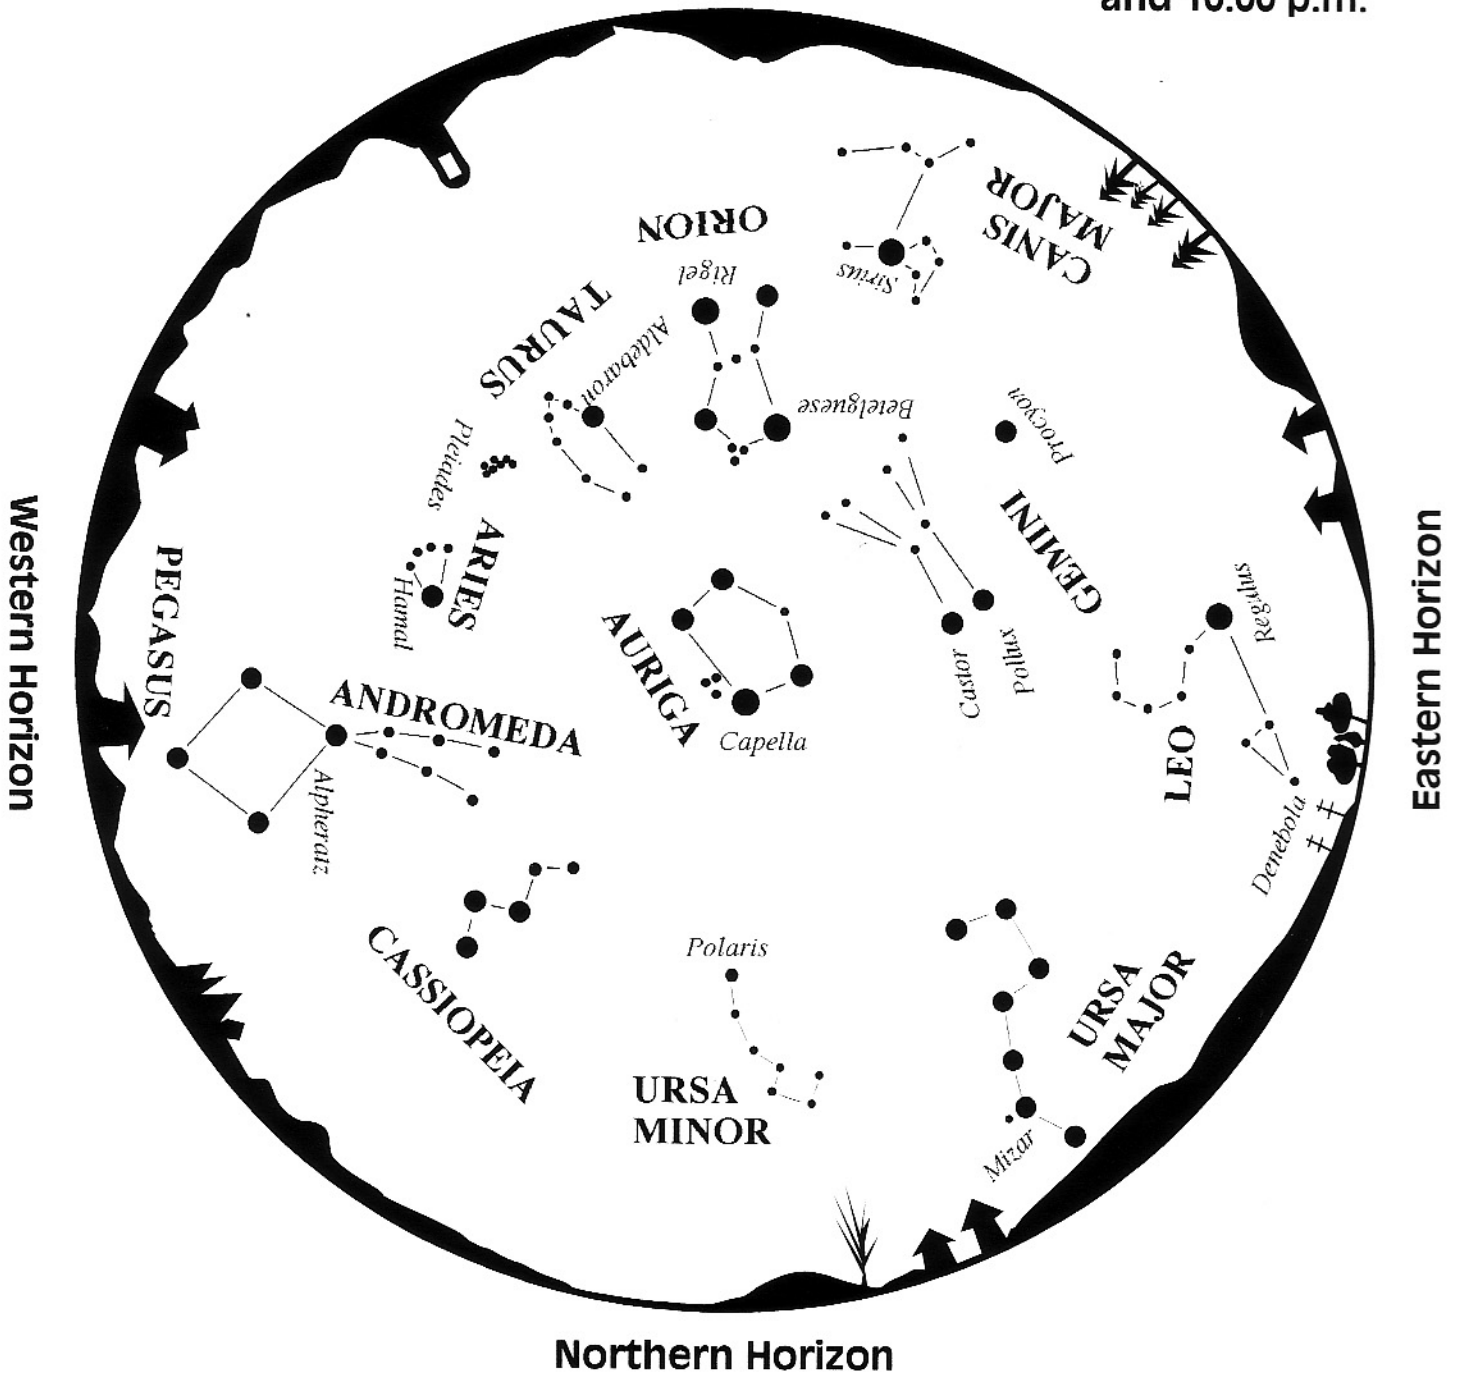 and 10:00 p.m.
CANIS
MAJOR
ORION
Rigel
Sirius
TAURUS
Aldebaron
Betelguese
Procyon
Pleiades
GEMINI
ARIES
Hamal
Western Horizon
PEGASUS
Eastern Horizon
Regulus
AURIGA
Castor
Pollux
ANDROMEDA
Capella
LEO
Alpheratz
Denebola
CASSIOPEIA
Polaris
URSA
MAJOR
URSA
MINOR
Mizar
Northern Horizon